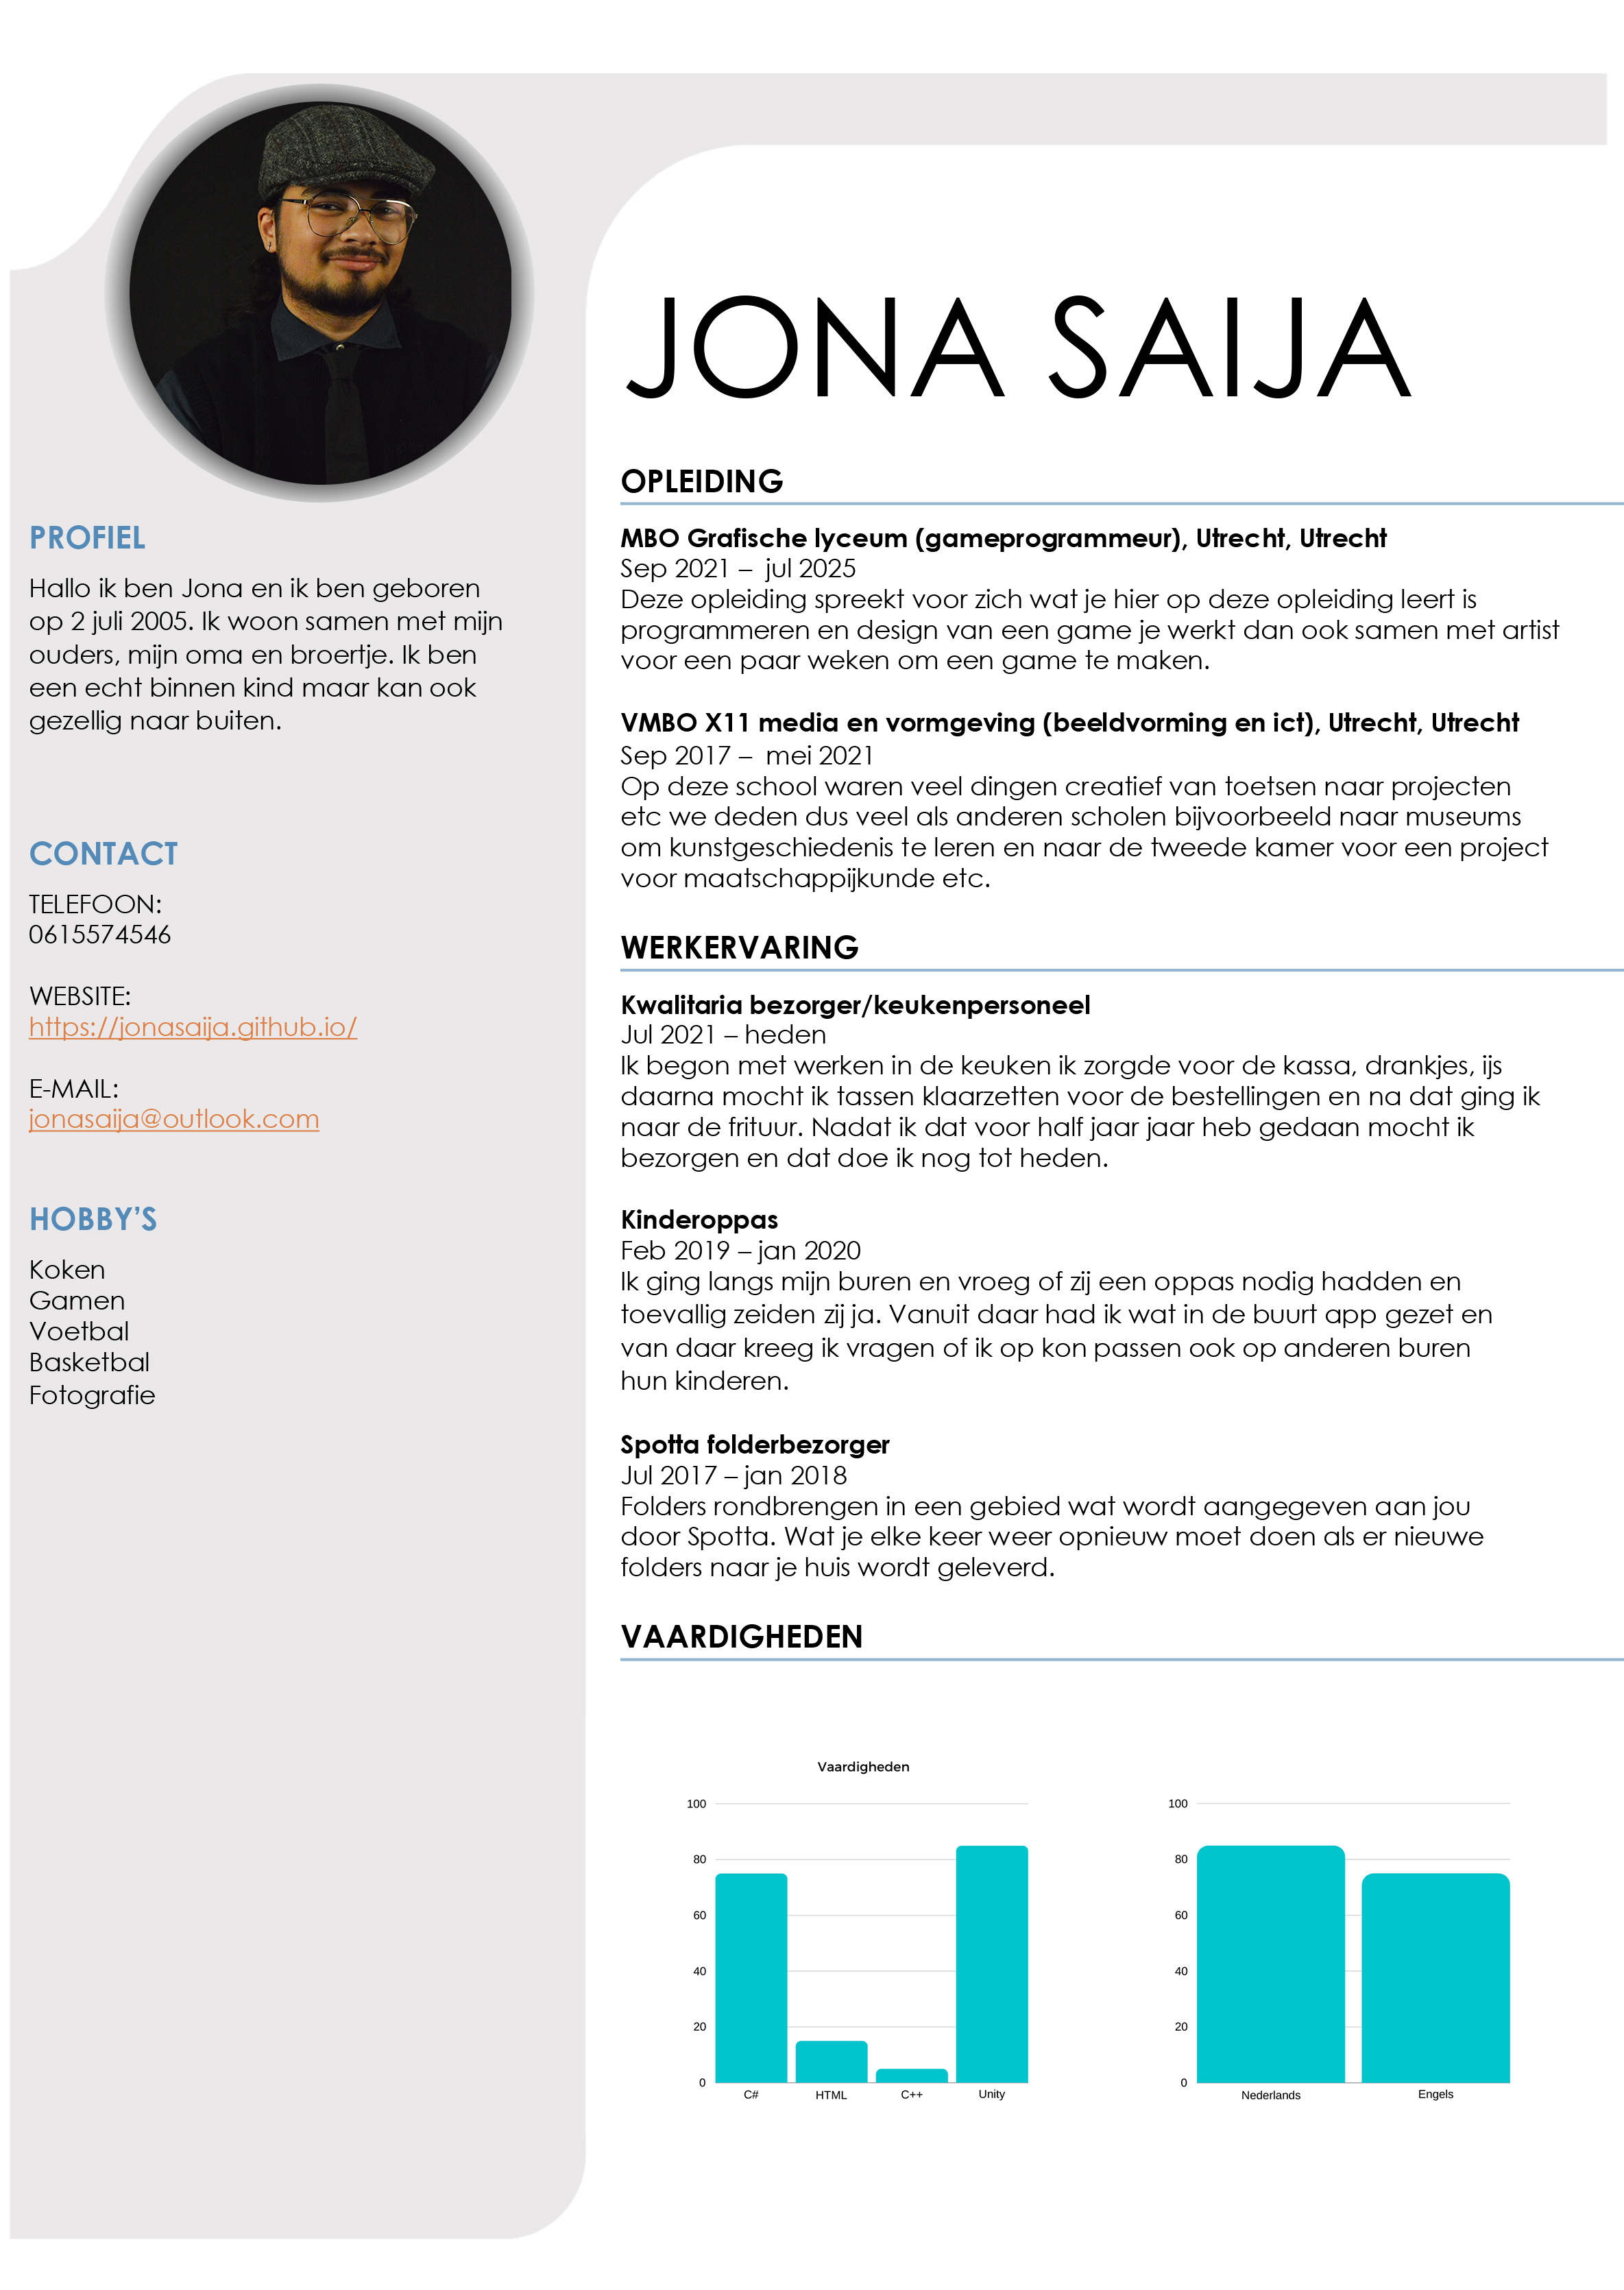 JONA SAIJA
PROFIEL
Hallo ik ben Jona en ik ben geboren
op 2 juli 2005. Ik woon samen met mijn
ouders, mijn oma en broertje. Ik ben
een echt binnen kind maar kan ook
gezellig naar buiten.
CONTACT
TELEFOON:
0615574546
WEBSITE:
https://jonasaija.github.io/
E-MAIL:
jonasaija@outlook.com
HOBBY'S
Koken
Gamen
Voetbal
Basketbal
Fotografie
OPLEIDING
MBO Grafische lyceum (gameprogrammeur), Utrecht, Utrecht
Sep 2021 – jul 2025
Deze opleiding spreekt voor zich wat je hier op deze opleiding leert is
programmeren en design van een game je werkt dan ook samen met artist
voor een paar weken om een game te maken.
VMBO X11 media en vormgeving (beeldvorming en ict), Utrecht, Utrecht
Sep 2017 – mei 2021
Op deze school waren veel dingen creatief van toetsen naar projecten
etc we deden dus veel als anderen scholen bijvoorbeeld naar museums
om kunstgeschiedenis te leren en naar de tweede kamer voor een project
voor maatschappijkunde etc.
WERKERVARING
Kwalitaria bezorger/keukenpersoneel
Jul 2021 – heden
Ik begon met werken in de keuken ik zorgde voor de kassa, drankjes, ijs
daarna mocht ik tassen klaarzetten voor de bestellingen en na dat ging ik
naar de frituur. Nadat ik dat voor half jaar jaar heb gedaan mocht ik
bezorgen en dat doe ik nog tot heden.
Kinderoppas
Feb 2019 – jan 2020
Ik ging langs mijn buren en vroeg of zij een oppas nodig hadden en
toevallig zeiden zij ja. Vanuit daar had ik wat in de buurt app gezet en
van daar kreeg ik vragen of ik op kon passen ook op anderen buren
hun kinderen.
Spotta folderbezorger
Jul 2017 – jan 2018
Folders rondbrengen in een gebied wat wordt aangegeven aan jou
door Spotta. Wat je elke keer weer opnieuw moet doen als er nieuwe
folders naar je huis wordt geleverd.
VAARDIGHEDEN
Vaardigheden
100
80
60
40
20
0
C# HTML C++ Unity
100
80
60
40
20
0
Nederlands Engels